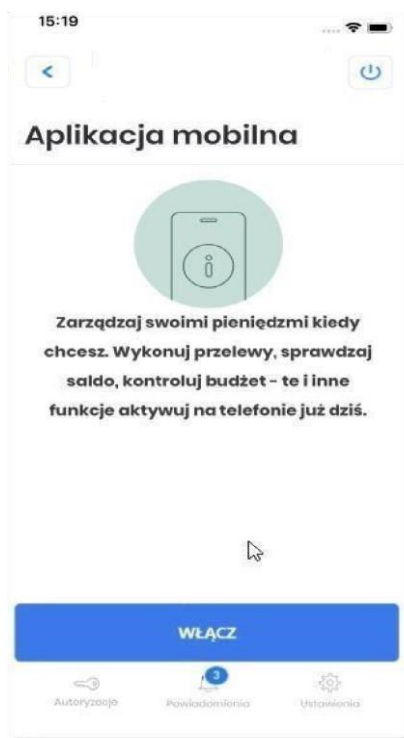 15:19
Aplikacja mobilna
Zarządzaj swoimi pieniędzmi kiedy
chcesz. Wykonuj przelewy, sprawdzaj
saldo, kontroluj budżet – te i inne
funkcje aktywuj na telefonie już dziś.
WŁĄCZ
3
Autoryzacje Powiadomienia Ustawienia